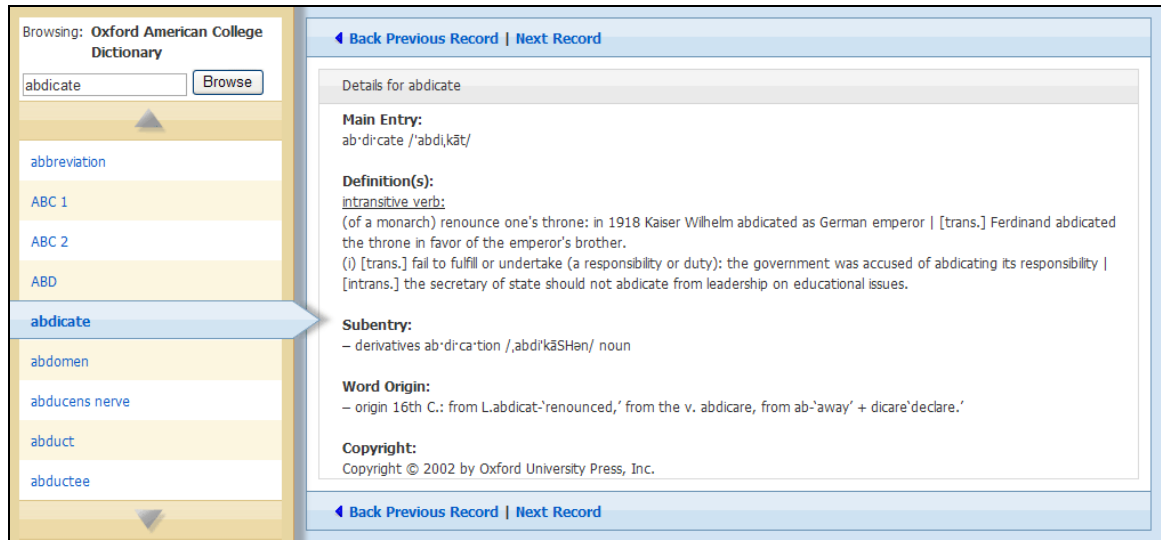 Browsing: Oxford American College
Dictionary
abdicate Browse
abbreviation
ABC 1
ABC 2
ABD
abdicate
abdomen
abducens nerve
abduct
abductee
Back Previous Record | Next Record
Details for abdicate
Main Entry:
ab·di·cate /'abdi,kāt/
Definition(s):
intransitive verb:
(of a monarch) renounce one's throne: in 1918 Kaiser Wilhelm abdicated as German emperor | [trans.] Ferdinand abdicated
the throne in favor of the emperor's brother.
(i) [trans.] fail to fulfill or undertake (a responsibility or duty): the government was accused of abdicating its responsibility |
[intrans.] the secretary of state should not abdicate from leadership on educational issues.
Subentry:
– derivatives ab·di·ca·tion /,abdi'kāSHən/ noun
Word Origin:
– origin 16th C.: from L.abdicat-‛renounced,’ from the v. abdicare, from ab-‛away’ + dicare‛declare.’
Copyright:
Copyright © 2002 by Oxford University Press, Inc.
Back Previous Record | Next Record